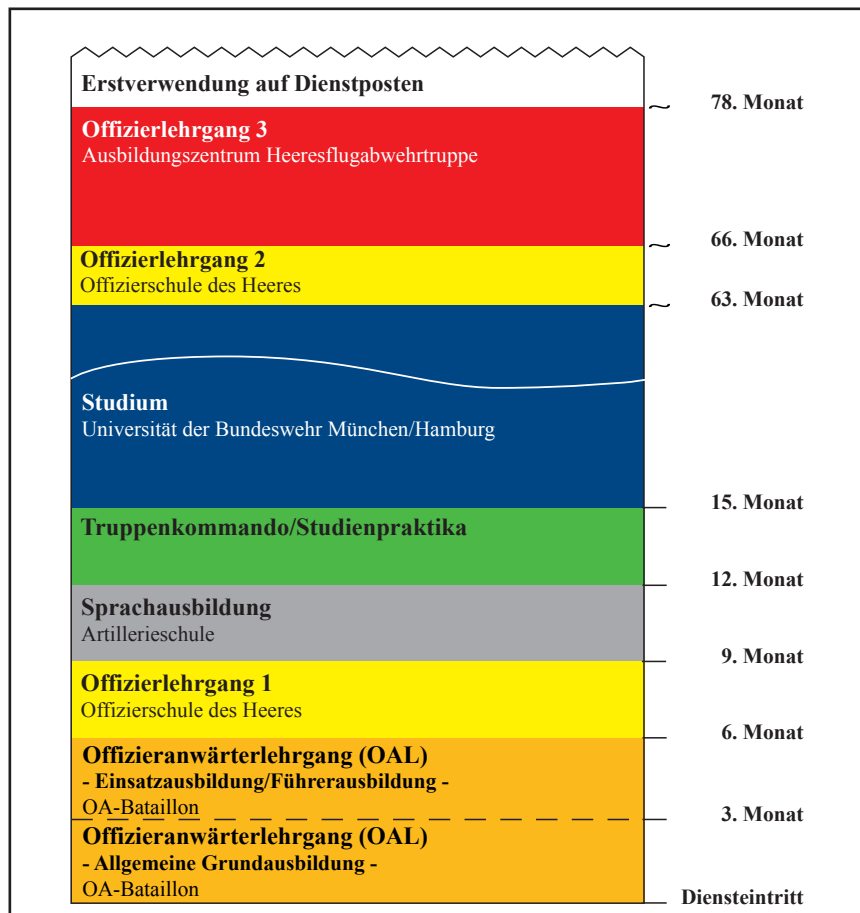 Erstverwendung auf Dienstposten
78. Monat
Offizierlehrgang 3
Ausbildungszentrum Heeresflugabwehrtruppe
66. Monat
Offizierlehrgang 2
Offizierschule des Heeres
63. Monat
Studium
Universität der Bundeswehr München/Hamburg
15. Monat
Truppenkommando/Studienpraktika
12. Monat
Sprachausbildung
Artillerieschule
9. Monat
Offizierlehrgang 1
Offizierschule des Heeres
6. Monat
Offizieranwärterlehrgang (OAL)
- Einsatzausbildung/Führerausbildung -
OA-Bataillon
3. Monat
Offizieranwärterlehrgang (OAL)
- Allgemeine Grundausbildung -
OA-Bataillon
Diensteintritt